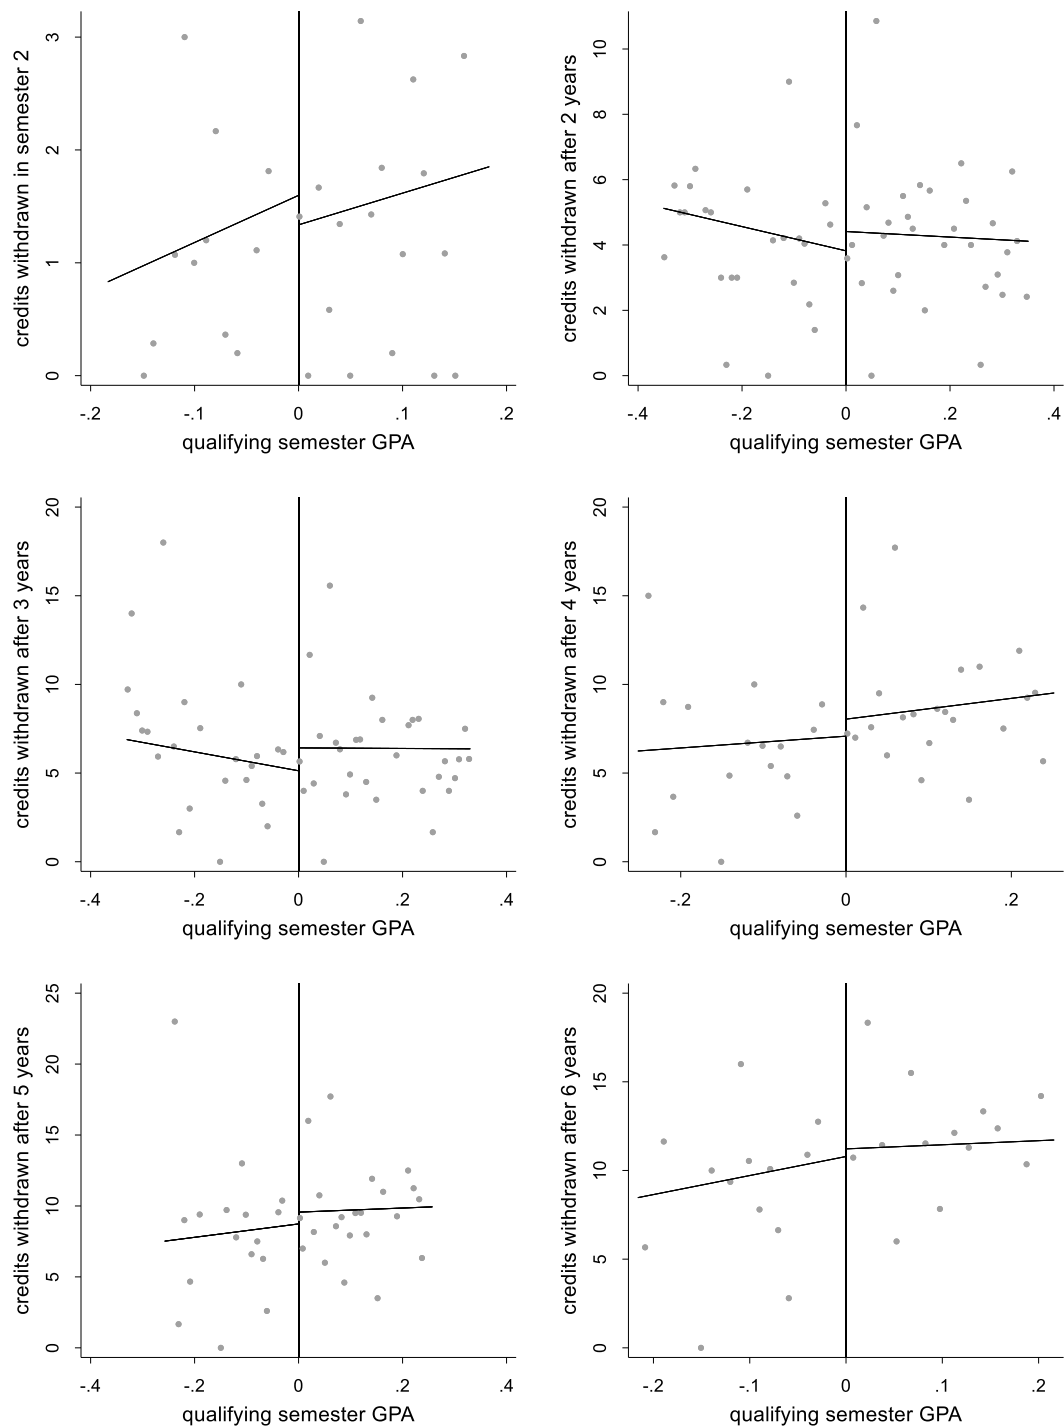 credits withdrawn in semester 2
3
2
1
0
-.2 -.1 0 .1 .2
qualifying semester GPA
credits withdrawn after 2 years
10
8
6
4
2
0
-.4 -.2 0 .2 .4
qualifying semester GPA
credits withdrawn after 3 years
20
15
10
5
0
-.4 -.2 0 .2 .4
qualifying semester GPA
credits withdrawn after 4 years
20
15
10
5
0
-.2 0 .2
qualifying semester GPA
credits withdrawn after 5 years
25
20
15
10
5
0
-.4 -.2 0 .2 .4
qualifying semester GPA
credits withdrawn after 6 years
20
15
10
5
0
-.2 -.1 0 .1 .2
qualifying semester GPA